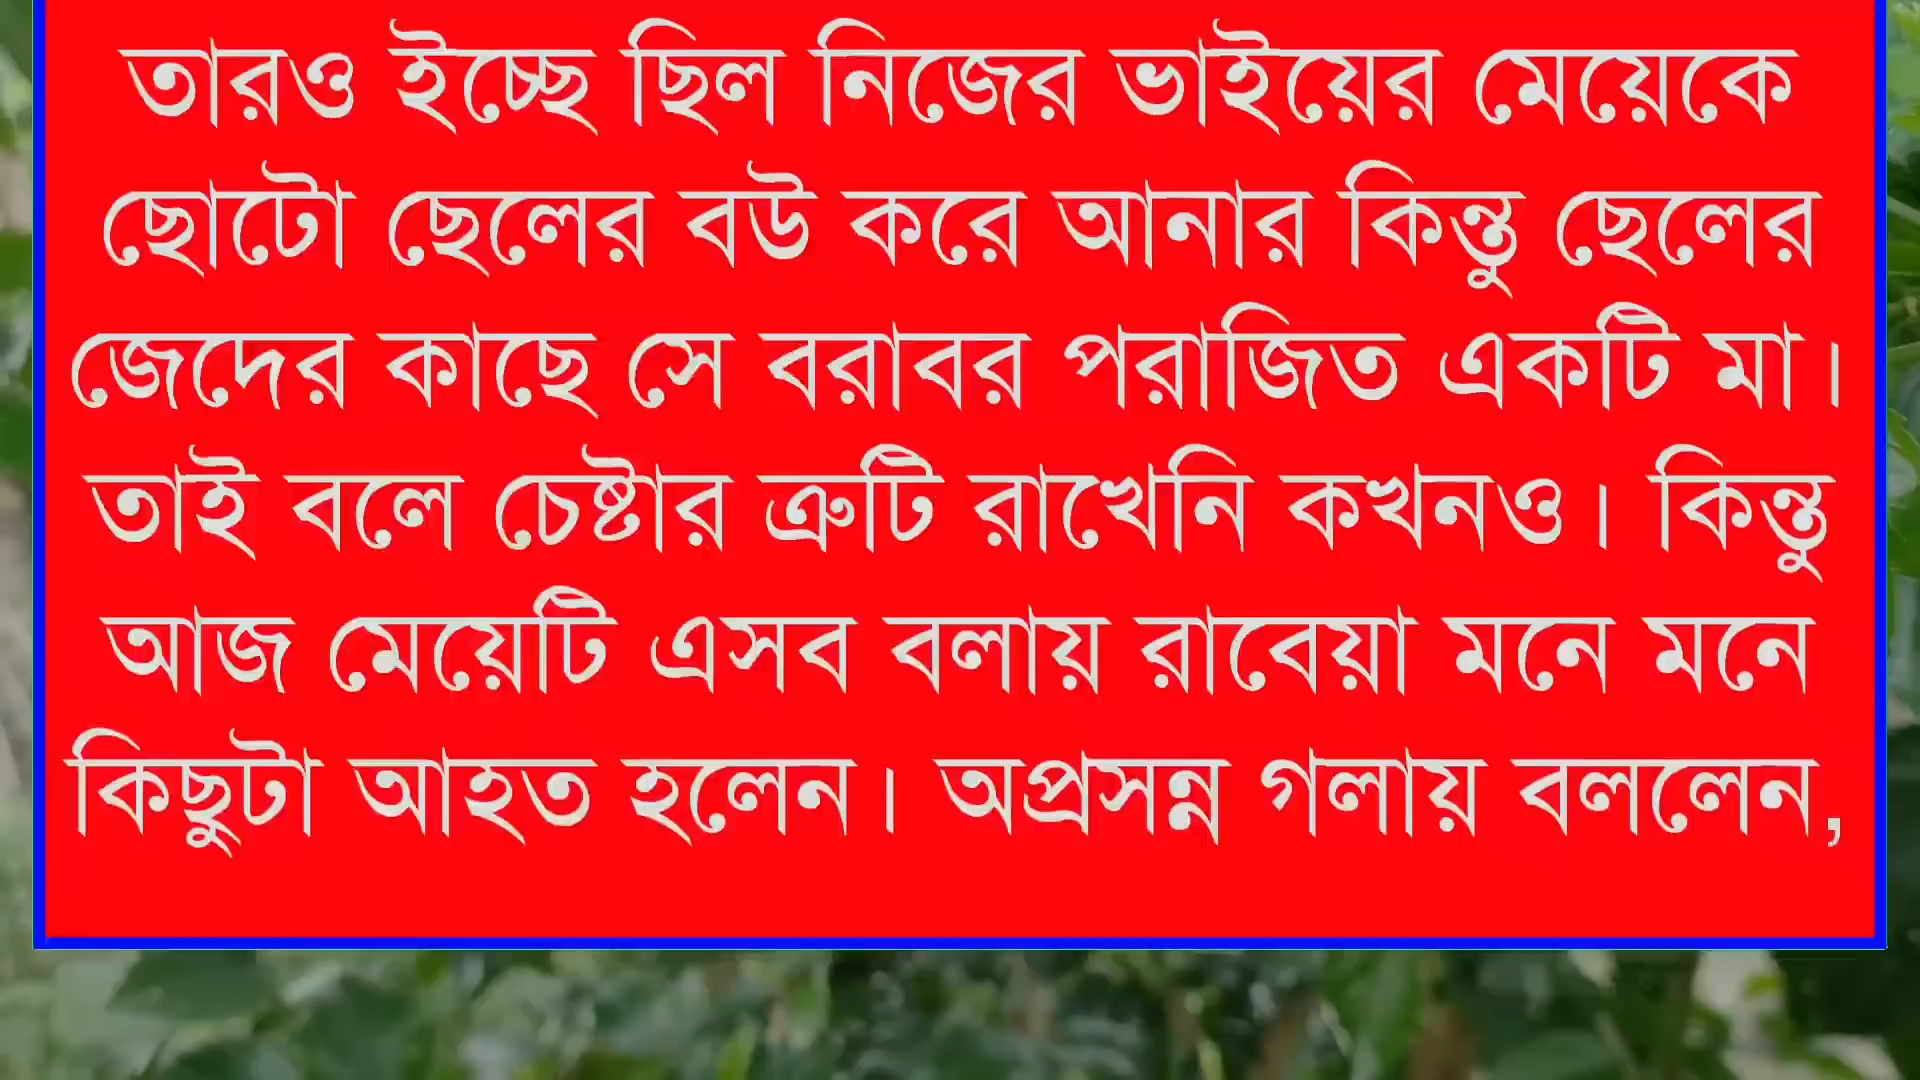 তারও ইচ্ছে ছিল নিজের ভাইয়ের মেয়েকে
ছোটো ছেলের বউ করে আনার কিন্তু ছেলের
জেদের কাছে সে বরাবর পরাজিত একটি মা।
তাই বলে চেষ্টার ত্রুটি রাখেনি কখনও। কিন্তু
আজ মেয়েটি এসব বলায় রাবেয়া মনে মনে
কিছুটা আহত হলেন। অপ্রসন্ন গলায় বললেন,